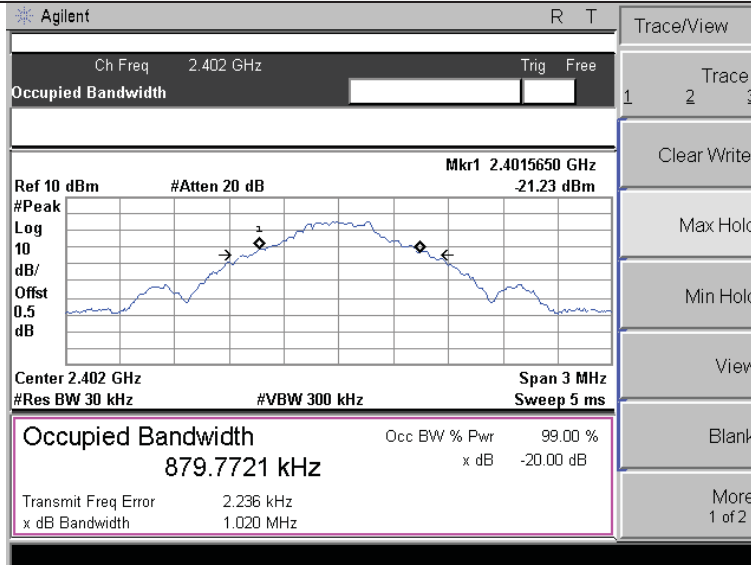 Agilent R T
Ch Freq 2.402 GHz Trig Free
Occupied Bandwidth
Mkr1 2.4015650 GHz
Ref 10 dBm #Atten 20 dB -21.23 dBm
#Peak
Log
10
dB/
Offst
0.5
dB
1
Center 2.402 GHz Span 3 MHz
#Res BW 30 kHz #VBW 300 kHz Sweep 5 ms
Occupied Bandwidth
879.7721 kHz
Occ BW % Pwr 99.00 %
x dB -20.00 dB
Transmit Freq Error 2.236 kHz
x dB Bandwidth 1.020 MHz
Trace/View
Trace
1 2 3
Clear Write
Max Hold
Min Hold
View
Blank
More
1 of 2